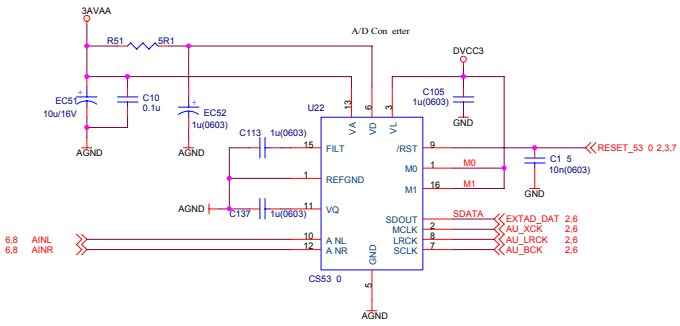 3AVAA
R51 5R1
A/D Con erter
DVCC3
EC51
10u/16V
C10
0.1u
EC52
1u(0603)
C105
1u(0603)
AGND
AGND
GND
U22
13
6
3
VA
VD
VL
C113 1u(0603)
15 FILT
/RST 9
RESET_53 0 2,3,7
C1 5
10n(0603)
GND
1 REFGND
M0 1 M0
M1 16 M1
AGND
C137 1u(0603)
11 VQ
SDOUT SDATA EXTAD_DAT 2,6
MCLK 2 AU_XCK 2,6
LRCK 8 AU_LRCK 2,6
SCLK 7 AU_BCK 2,6
6,8 AINL 10 A NL
6,8 AINR 12 A NR
GND
CS53 0
5
AGND